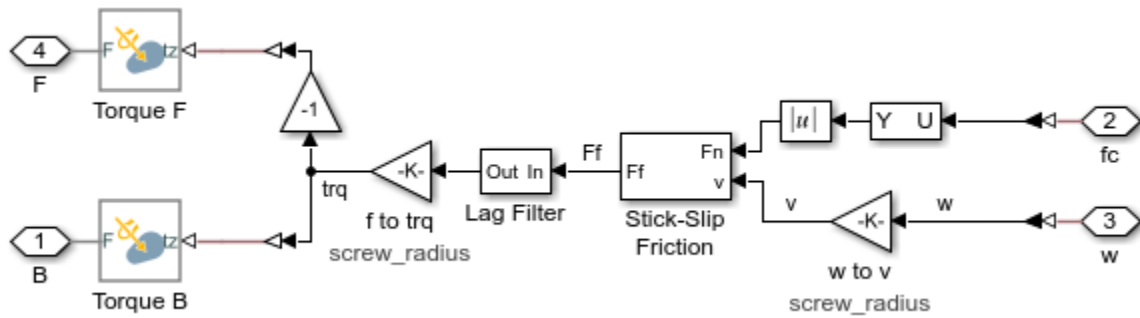 4
F
F
tz
Torque F
-1
trq
-K-
f to trq
screw_radius
Out In
Lag Filter
Ff
Ff
Fn
v
Stick-Slip
Friction
|u|
Y U
2
fc
v
-K-
w to v
screw_radius
w
3
w
1
B
F
tz
Torque B